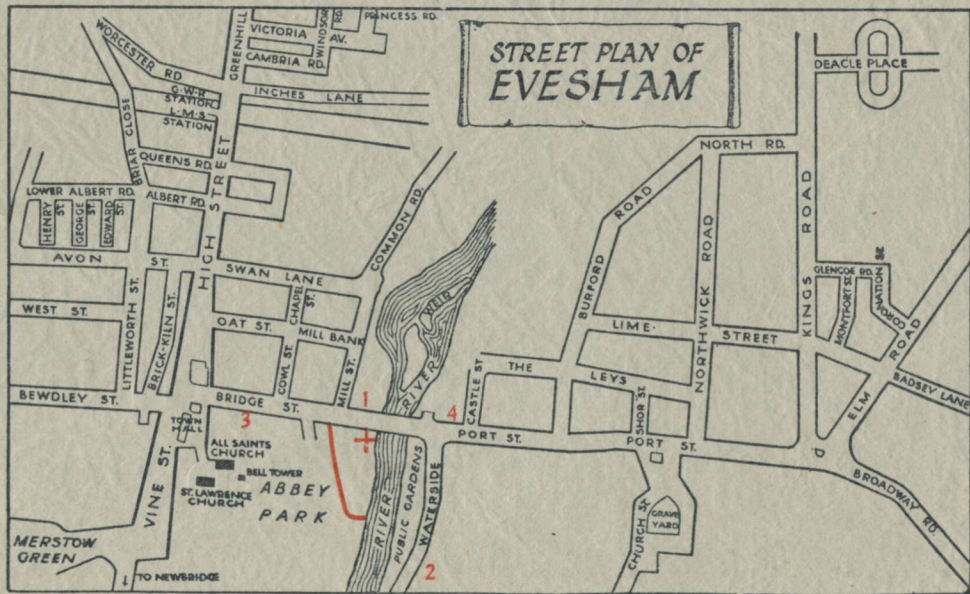 STREET PLAN OF
EVESHAM
WORCESTER RD
GREENHILL
VICTORIA AV.
WINDSOR RD
PRINCESS RD.
CAMBRIA RD.
G.W.R
STATION
L.M.S
STATION
INCHES LANE
BRIAR CLOSE
QUEENS RD.
HIGH STREET
LOWER ALBERT RD.
ALBERT RD.
HENRY ST.
GEORGE ST.
EDWARD ST.
AVON ST.
SWAN LANE
COMMON RD.
WEST ST.
LITTLEWORTH ST.
BRICK-KILN ST.
OAT ST.
CHAPEL ST.
MILL BANK
COWL ST.
MILL ST.
BEWDLEY ST.
BRIDGE ST.
1
3
TOWN
HALL
ALL SAINTS
CHURCH
BELL TOWER
ST. LAWRENCE
CHURCH
ABBEY
PARK
VINE ST.
MERSTOW
GREEN
TO NEWBRIDGE
WEIR
RIVER
RIVER
PUBLIC GARDENS
WATERSIDE
2
4
CASTLE ST
PORT ST.
THE LEYS
BURFORD ROAD
NORTH RD.
NORTHWICK ROAD
KINGS ROAD
DEACLE PLACE
LIME STREET
SHOR ST.
PORT ST.
CHURCH ST.
GRAVE
YARD
GLENCOE RD.
MONTFORT ST.
CORONATION
ELM ROAD
BADSEY LANE
BROADWAY RD.